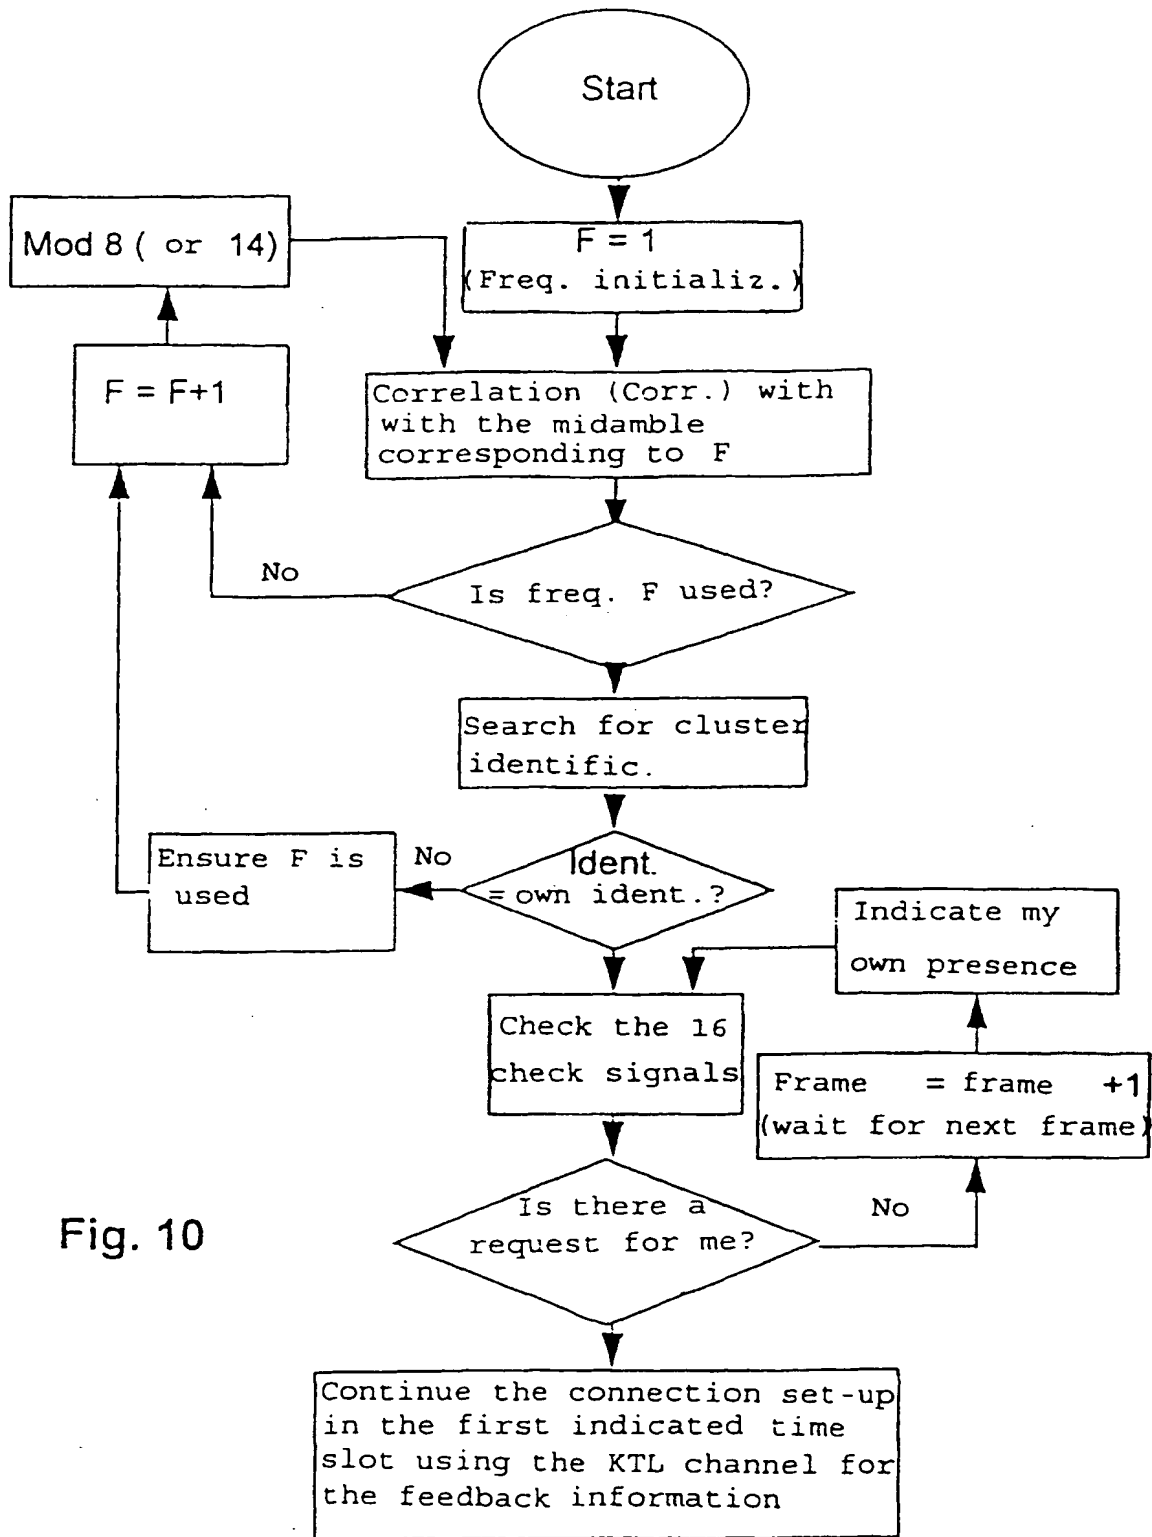 Start
F = 1
(Freq. initializ.)
Mod 8 ( or 14)
F = F+1
Correlation (Corr.) with
with the midamble
corresponding to F
No
Is freq. F used?
Search for cluster
identific.
Ident.
= own ident.?
No
Ensure F is
used
Indicate my
own presence
Check the 16
check signals
Frame = frame +1
(wait for next frame)
Is there a
request for me?
No
Fig. 10
Continue the connection set-up
in the first indicated time
slot using the KTL channel for
the feedback information